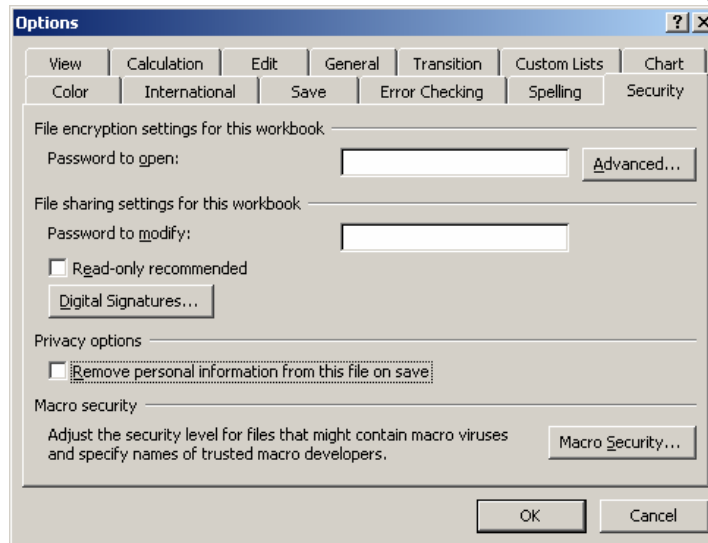 Options
View Calculation Edit General Transition Custom Lists Chart
Color International Save Error Checking Spelling Security
File encryption settings for this workbook
Password to open:
Advanced...
File sharing settings for this workbook
Password to modify:
Read-only recommended
Digital Signatures...
Privacy options
Remove personal information from this file on save
Macro security
Adjust the security level for files that might contain macro viruses
and specify names of trusted macro developers.
Macro Security...
OK Cancel